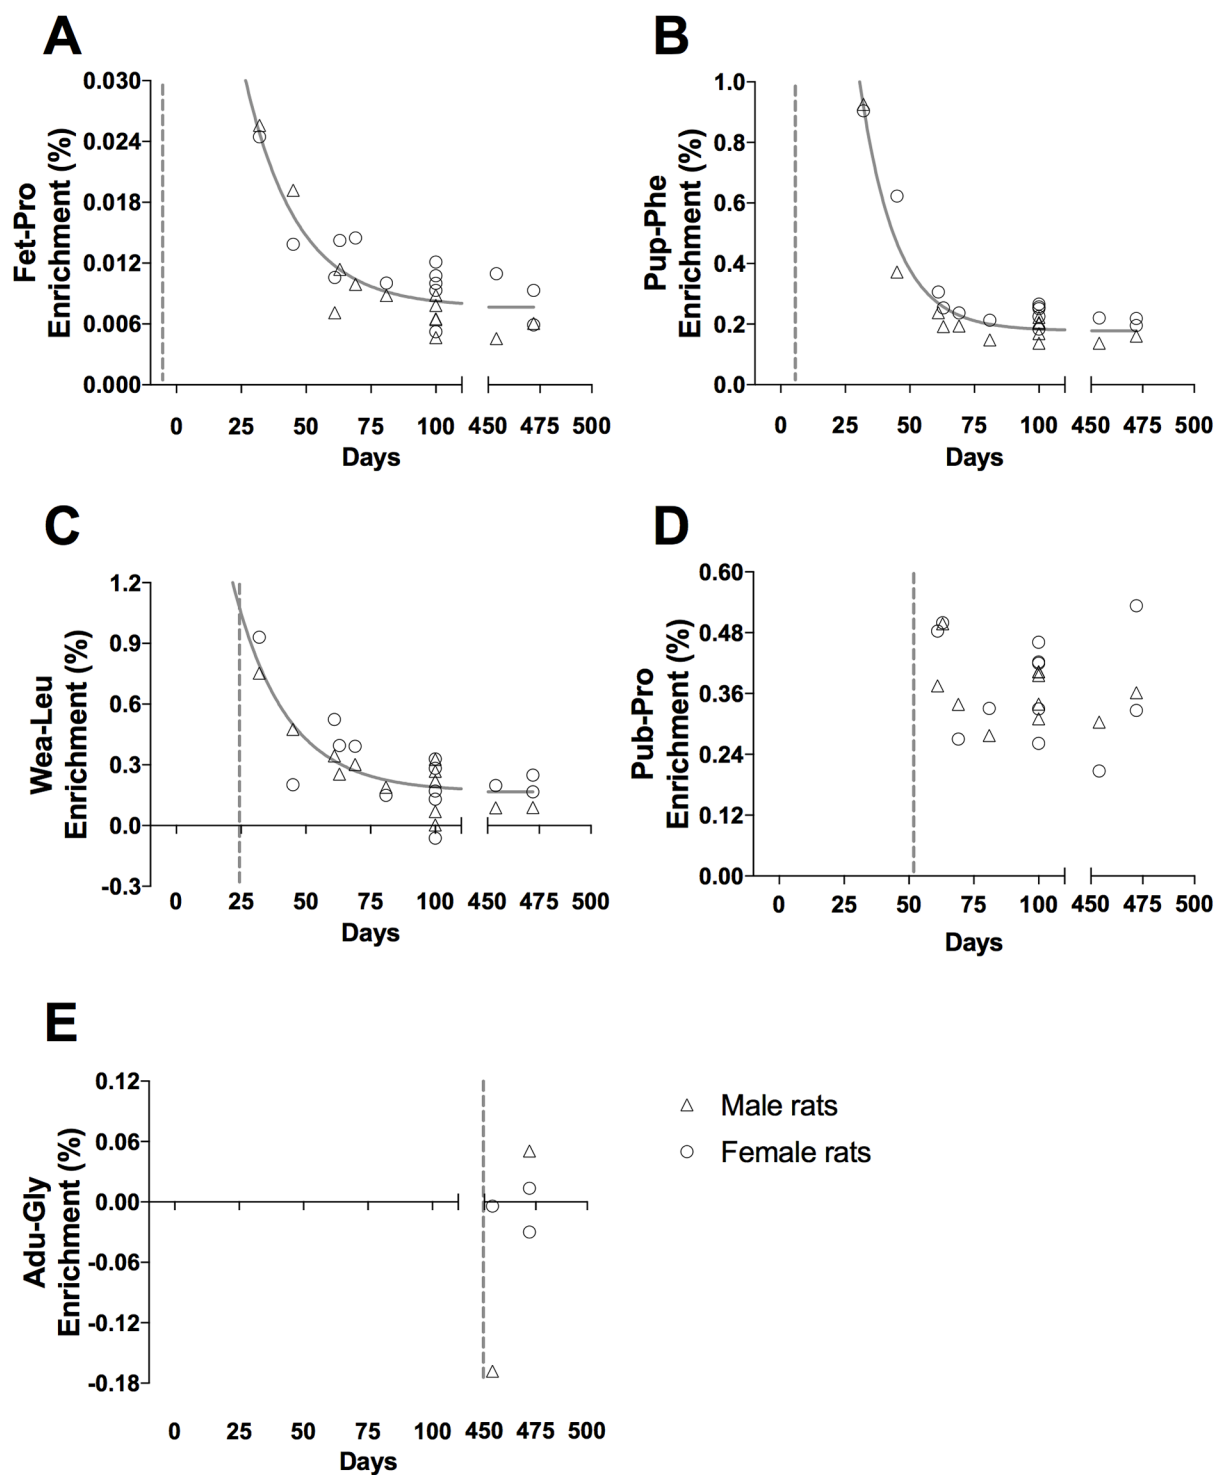 A
Fet-Pro
Enrichment (%)
0.030
0.024
0.018
0.012
0.006
0.000
0 25 50 75 100 450 475 500
Days
B
Pup-Phe
Enrichment (%)
1.0
0.8
0.6
0.4
0.2
0.0
0 25 50 75 100 450 475 500
Days
C
Wea-Leu
Enrichment (%)
1.2
0.9
0.6
0.3
0.0
-0.3
0 25 50 75 100 450 475 500
Days
D
Pub-Pro
Enrichment (%)
0.60
0.48
0.36
0.24
0.12
0.00
0 25 50 75 100 450 475 500
Days
E
Adu-Gly
Enrichment (%)
0.12
0.06
0.00
-0.06
-0.12
-0.18
0 25 50 75 100 450 475 500
Days
Male rats
Female rats